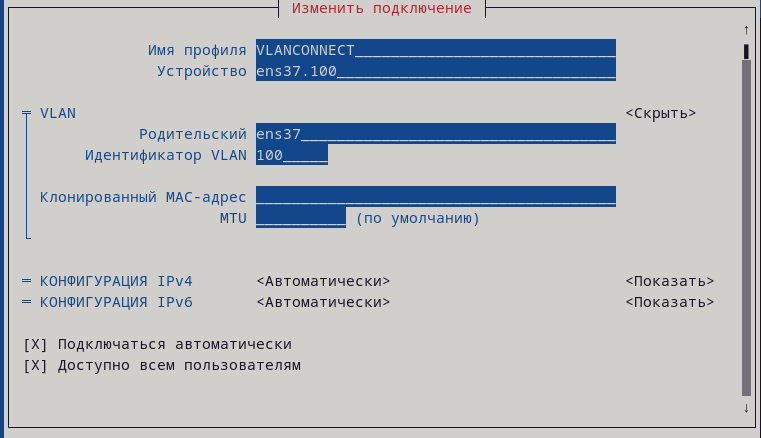 Изменить подключение
Имя профиля VLANCONNECT
Устройство ens37.100
VLAN <Скрыть>
Родительский ens37
Идентификатор VLAN 100
Клонированный MAC-адрес
MTU (по умолчанию)
КОНФИГУРАЦИЯ IPv4 <Автоматически> <Показать>
КОНФИГУРАЦИЯ IPv6 <Автоматически> <Показать>
[X] Подключаться автоматически
[X] Доступно всем пользователям